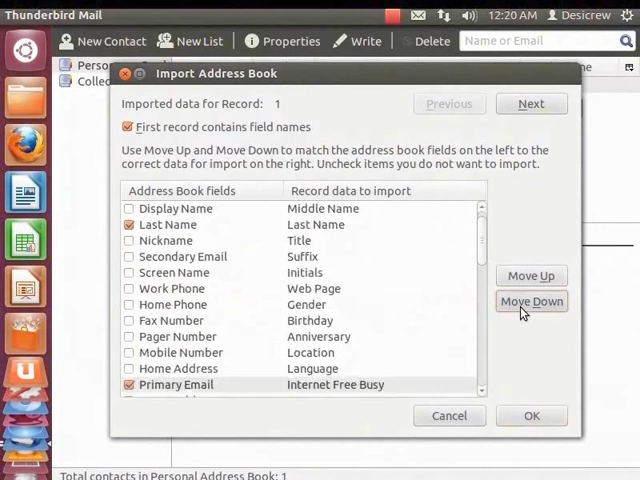 Thunderbird Mail
12:20 AM
Desicrew
New Contact
New List
Properties
Write
Delete
Name or Email
Import Address Book
Imported data for Record: 1
Previous
Next
First record contains field names
Use Move Up and Move Down to match the address book fields on the left to the
correct data for import on the right. Uncheck items you do not want to import.
Address Book fields Record data to import
Display Name Middle Name
Last Name Last Name
Nickname Title
Secondary Email Suffix
Screen Name Initials
Work Phone Web Page
Home Phone Gender
Fax Number Birthday
Pager Number Anniversary
Mobile Number Location
Home Address Language
Primary Email Internet Free Busy
Move Up
Move Down
Cancel
OK
Total contacts in Personal Address Book: 1